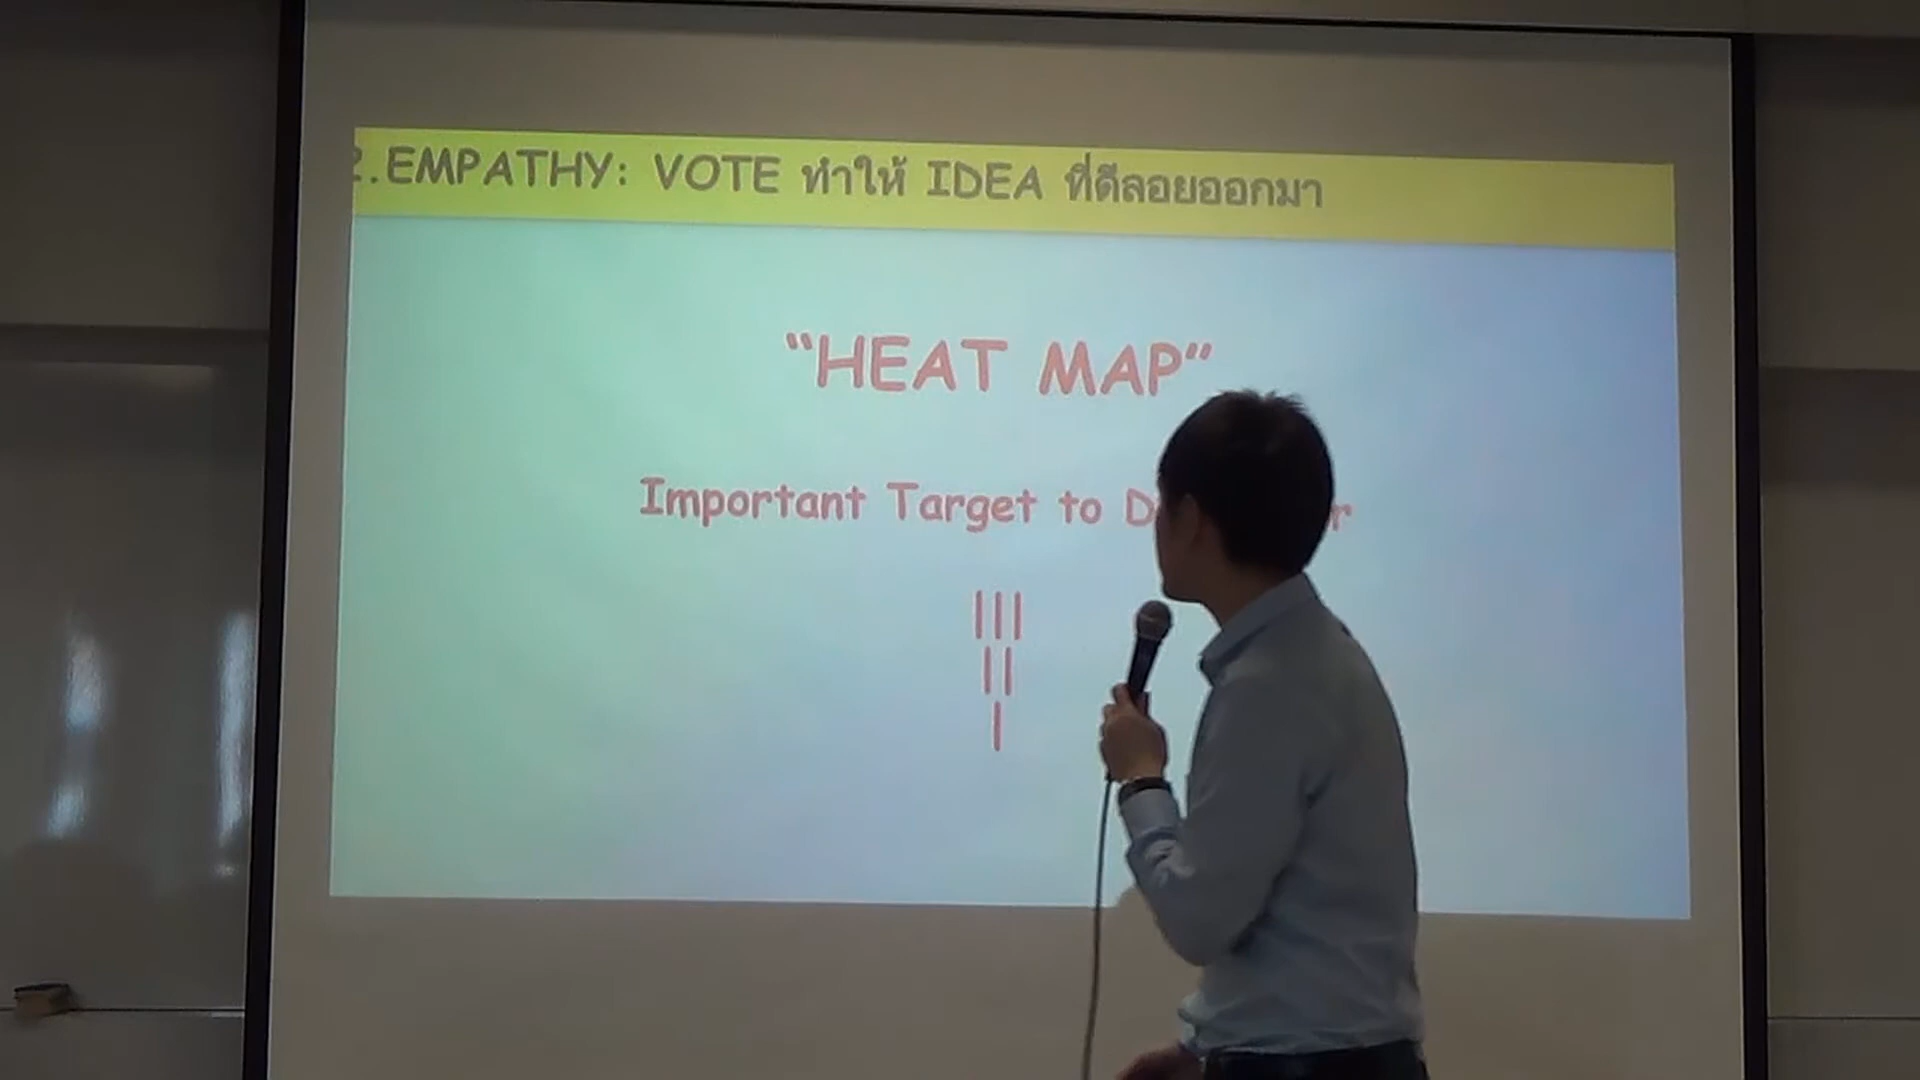 2.EMPATHY: VOTE ทำให้ IDEA ที่ดีลอยออกมา
“HEAT MAP”
Important Target to
|||
||
|